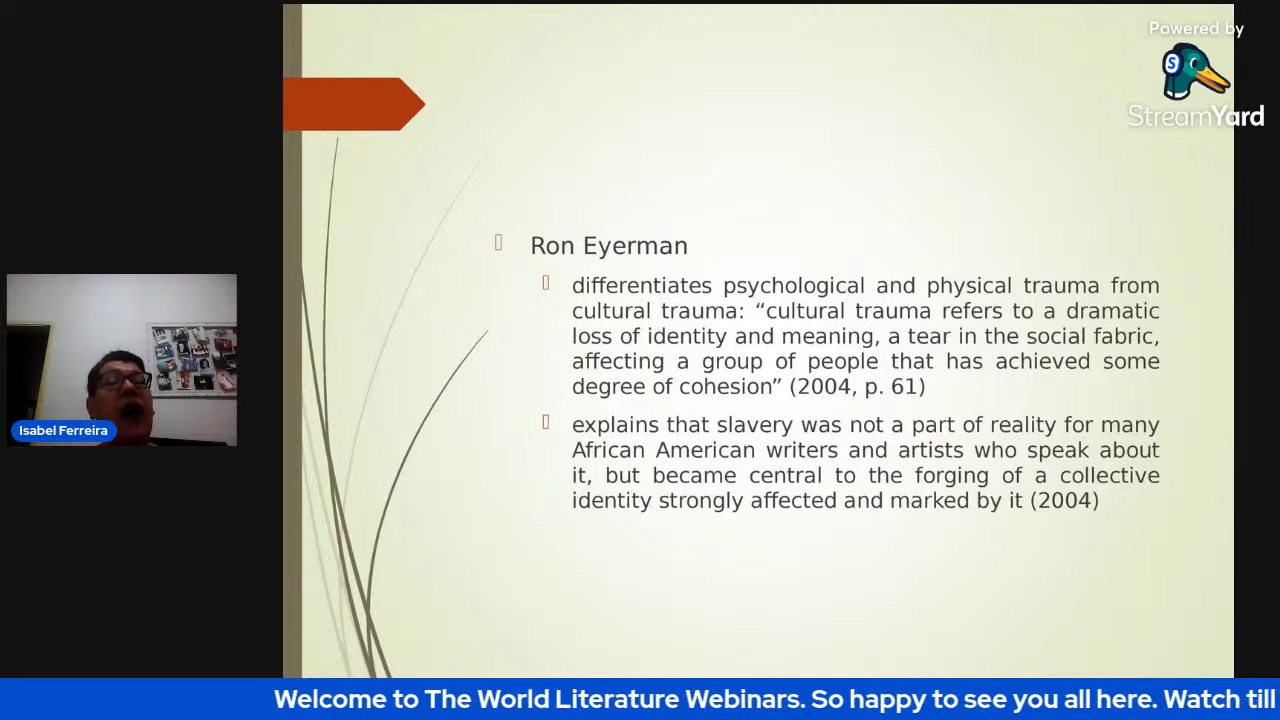 Powered by
S
StreamYard
Ron Eyerman
differentiates psychological and physical trauma from
cultural trauma: “cultural trauma refers to a dramatic
loss of identity and meaning, a tear in the social fabric,
affecting a group of people that has achieved some
degree of cohesion” (2004, p. 61)
explains that slavery was not a part of reality for many
African American writers and artists who speak about
it, but became central to the forging of a collective
identity strongly affected and marked by it (2004)
Isabel Ferreira
Welcome to The World Literature Webinars. So happy to see you all here. Watch till